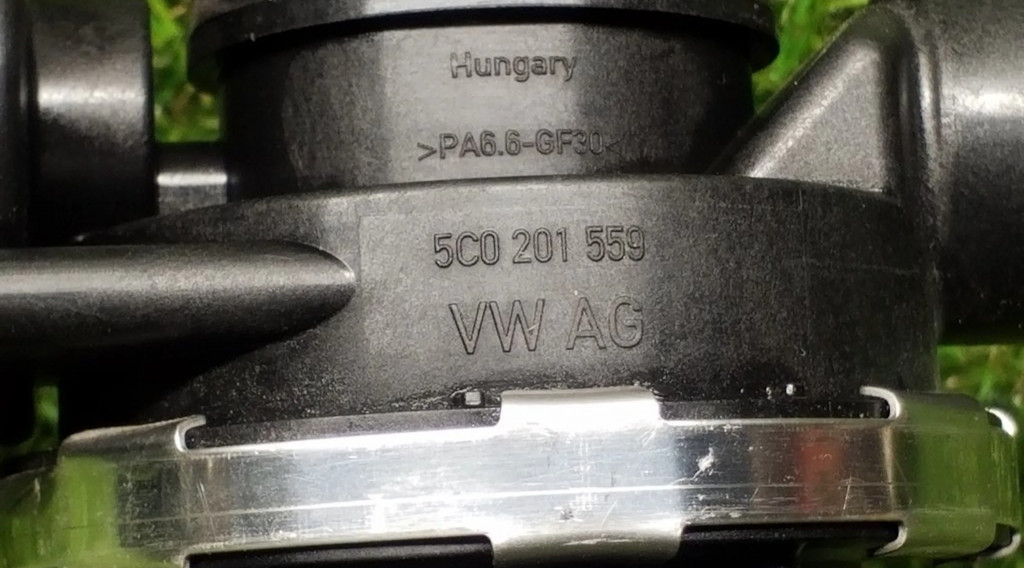 Hungary
>PA6.6-GF30<
5C0 201 559
VW AG